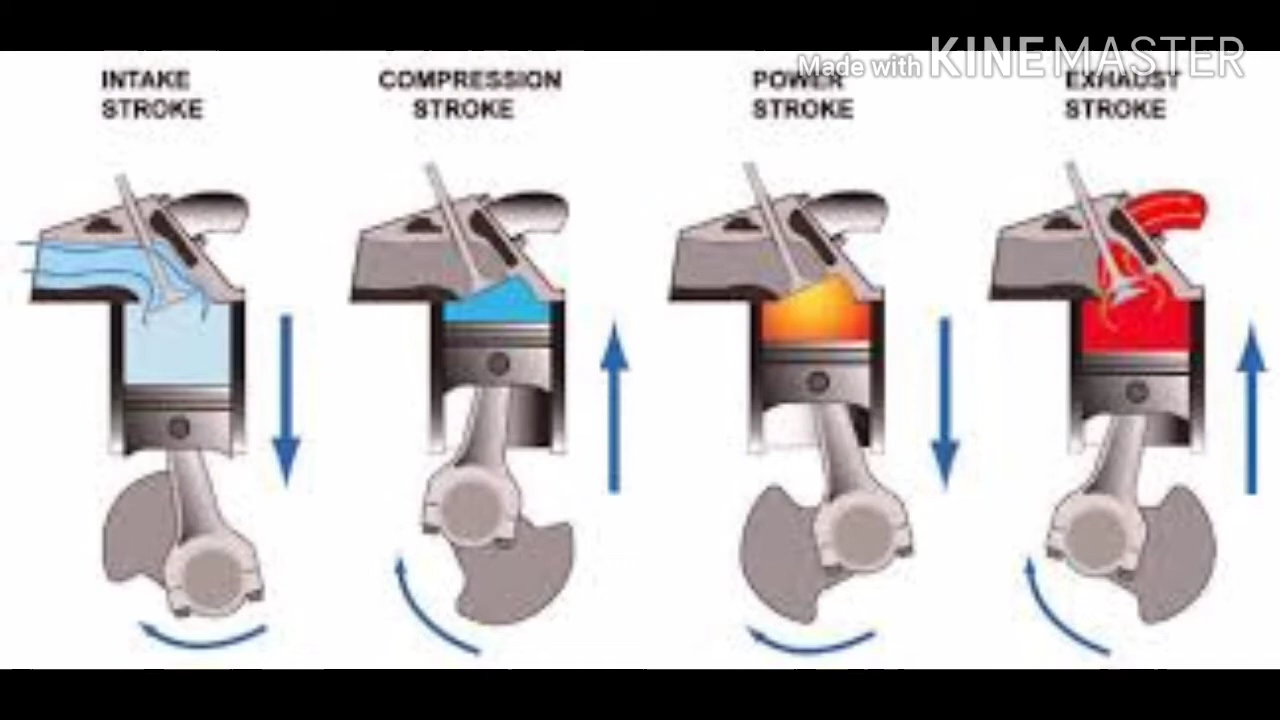 Made with KINEMASTER
INTAKE
STROKE
COMPRESSION
STROKE
POWER
STROKE
EXHAUST
STROKE